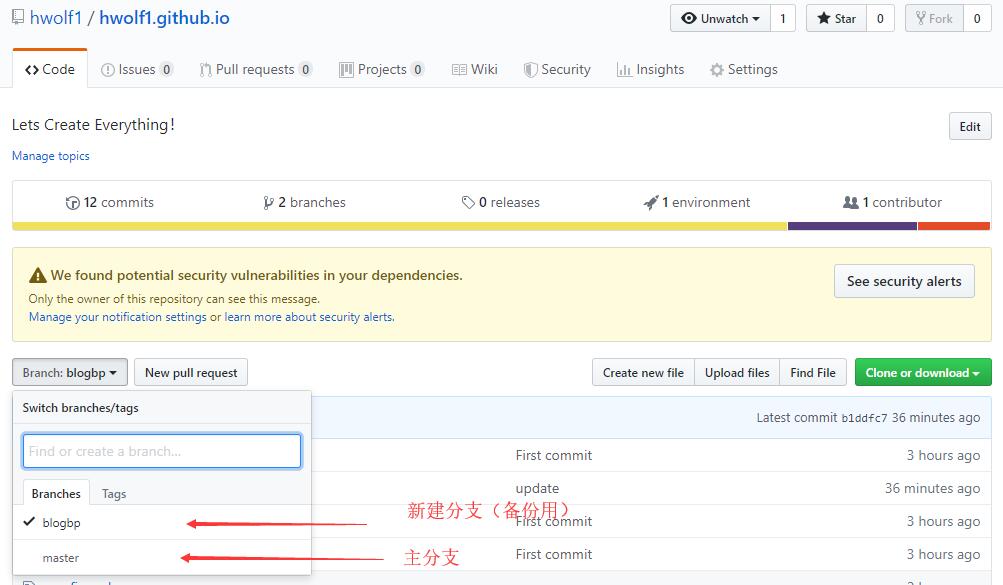 hwolf1 / hwolf1.github.io
Unwatch 1 Star 0 Fork 0
Code Issues 0 Pull requests 0 Projects 0 Wiki Security Insights Settings
Lets Create Everything!
Edit
Manage topics
12 commits 2 branches 0 releases 1 environment 1 contributor
We found potential security vulnerabilities in your dependencies.
Only the owner of this repository can see this message.
Manage your notification settings or learn more about security alerts.
See security alerts
Branch: blogbp New pull request Create new file Upload files Find File Clone or download
Switch branches/tags
Latest commit b1ddfc7 36 minutes ago
Find or create a branch...
First commit 3 hours ago
Branches Tags
update 36 minutes ago
新建分支（备份用）
blogbp
First commit 3 hours ago
master
主分支
First commit 3 hours ago